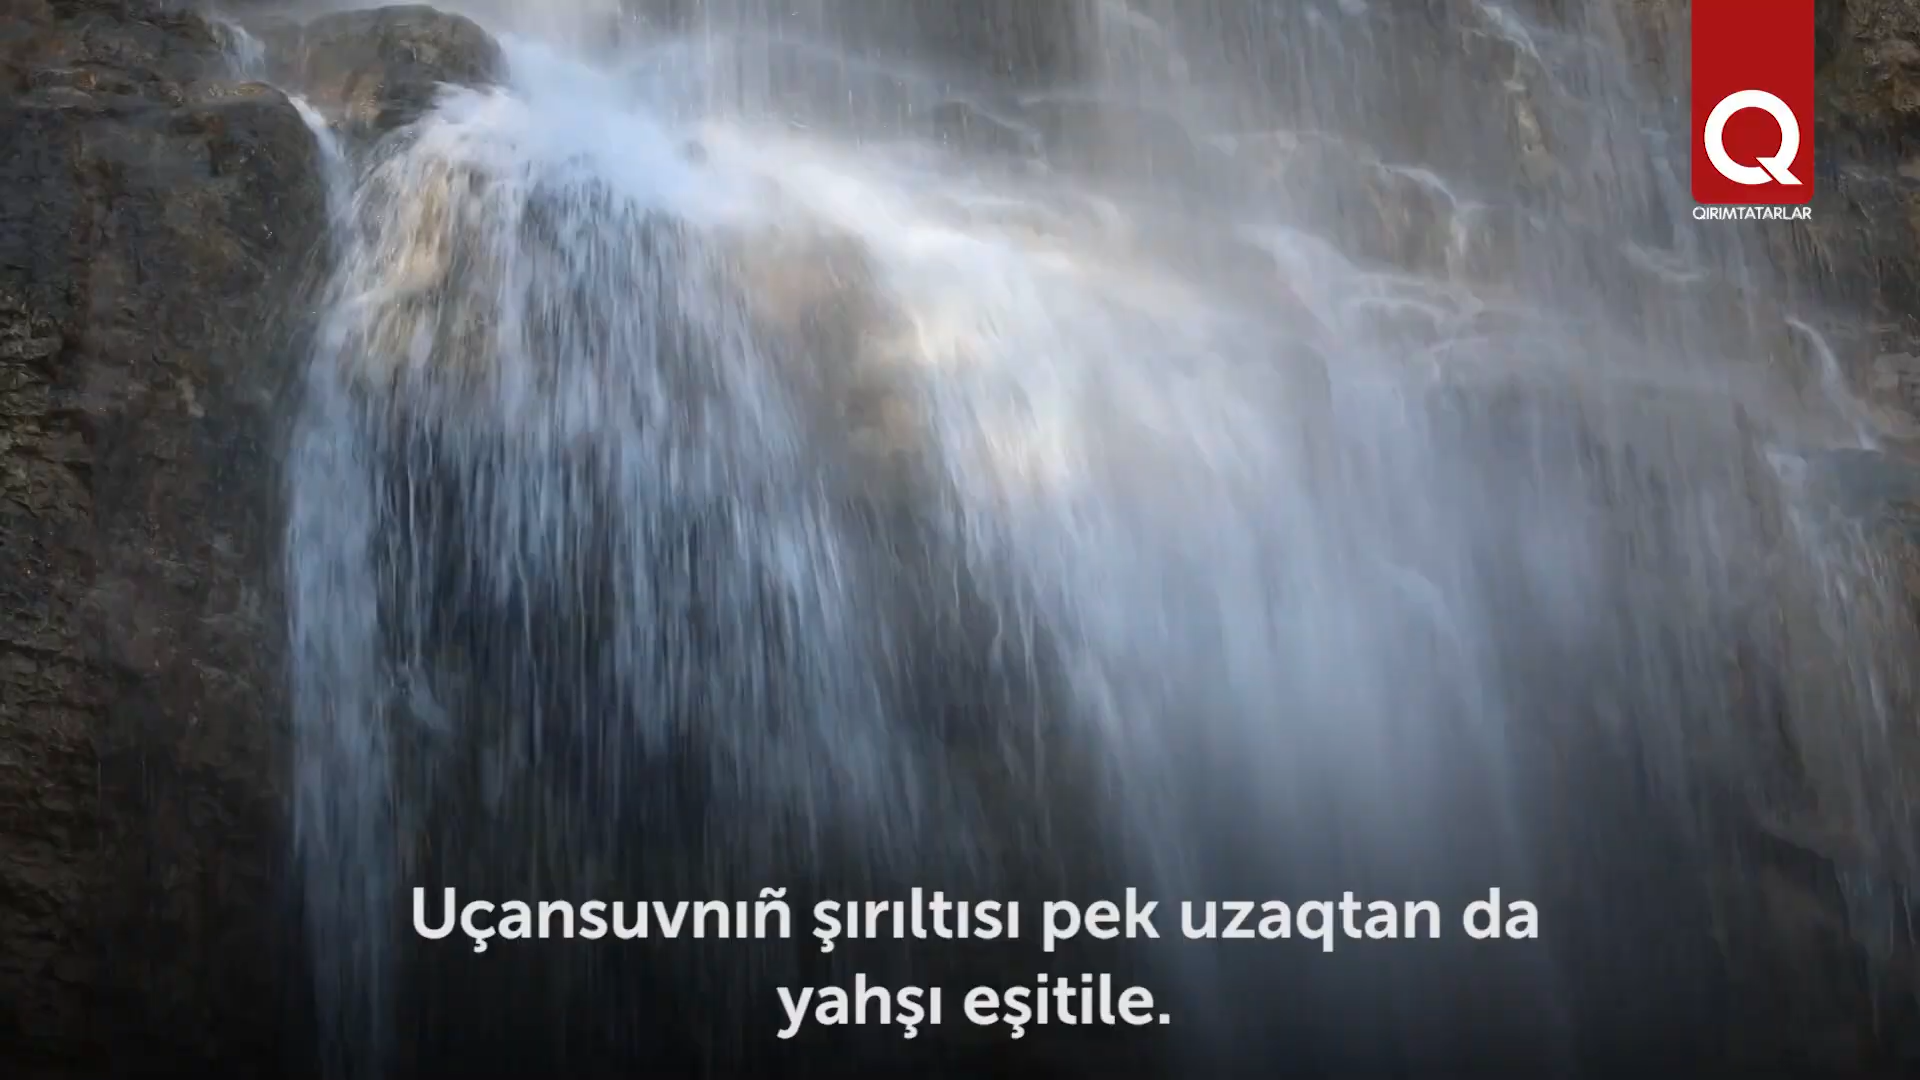 Q
QIRIMTATARLAR
Uçansuvnıñ şırıltısı pek uzaqtan da
yahşı eşitile.